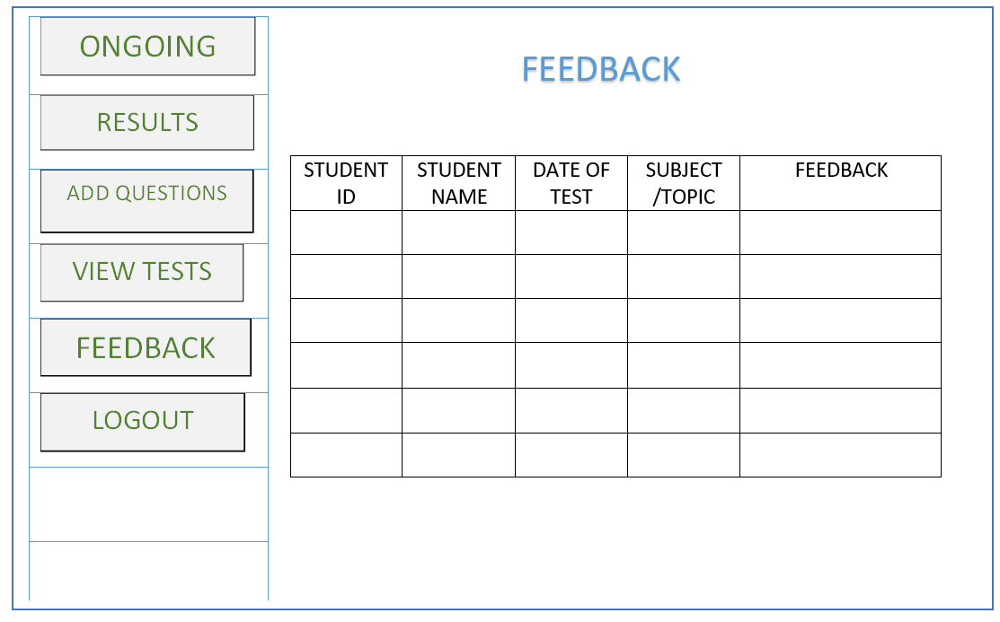 ONGOING
RESULTS
ADD QUESTIONS
VIEW TESTS
FEEDBACK
LOGOUT
FEEDBACK
STUDENT ID
STUDENT NAME
DATE OF TEST
SUBJECT /TOPIC
FEEDBACK